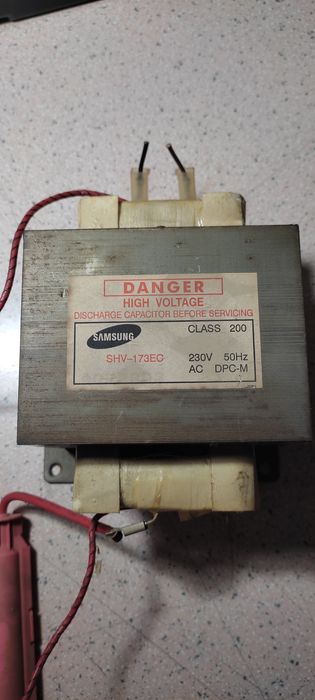 DANGER
HIGH VOLTAGE
DISCHARGE CAPACITOR BEFORE SERVICING
SAMSUNG CLASS 200
SHV-173EC 230V 50Hz
AC DPC-M